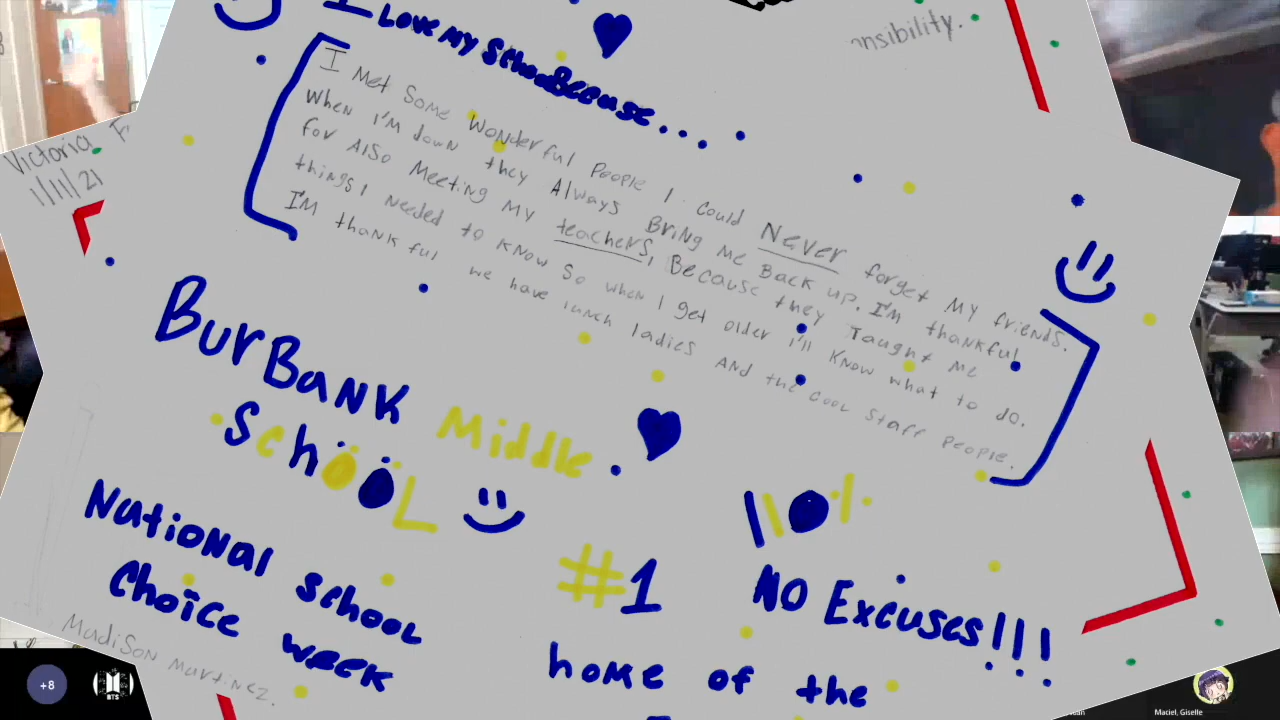 I LOVE MY SchooL Because....
nsibility.
I Met Some Wonderful People I could Never forget My friends.
When I'm down they Always Bring me Back up. I'm thankful
for Also Meeting My teachers, Because they Taught Me
things I needed to know so when I get older I'll know what to do.
I'M thankful we have lunch ladies AND the cool staff people.
Victoria F
1/11/21
BurBANK Middle
SchööL
110%
National school
Choice week
#1
NO Excuses!!!
home of the
MadiSon Martinez.
+8
BTS
Maciel, Giselle